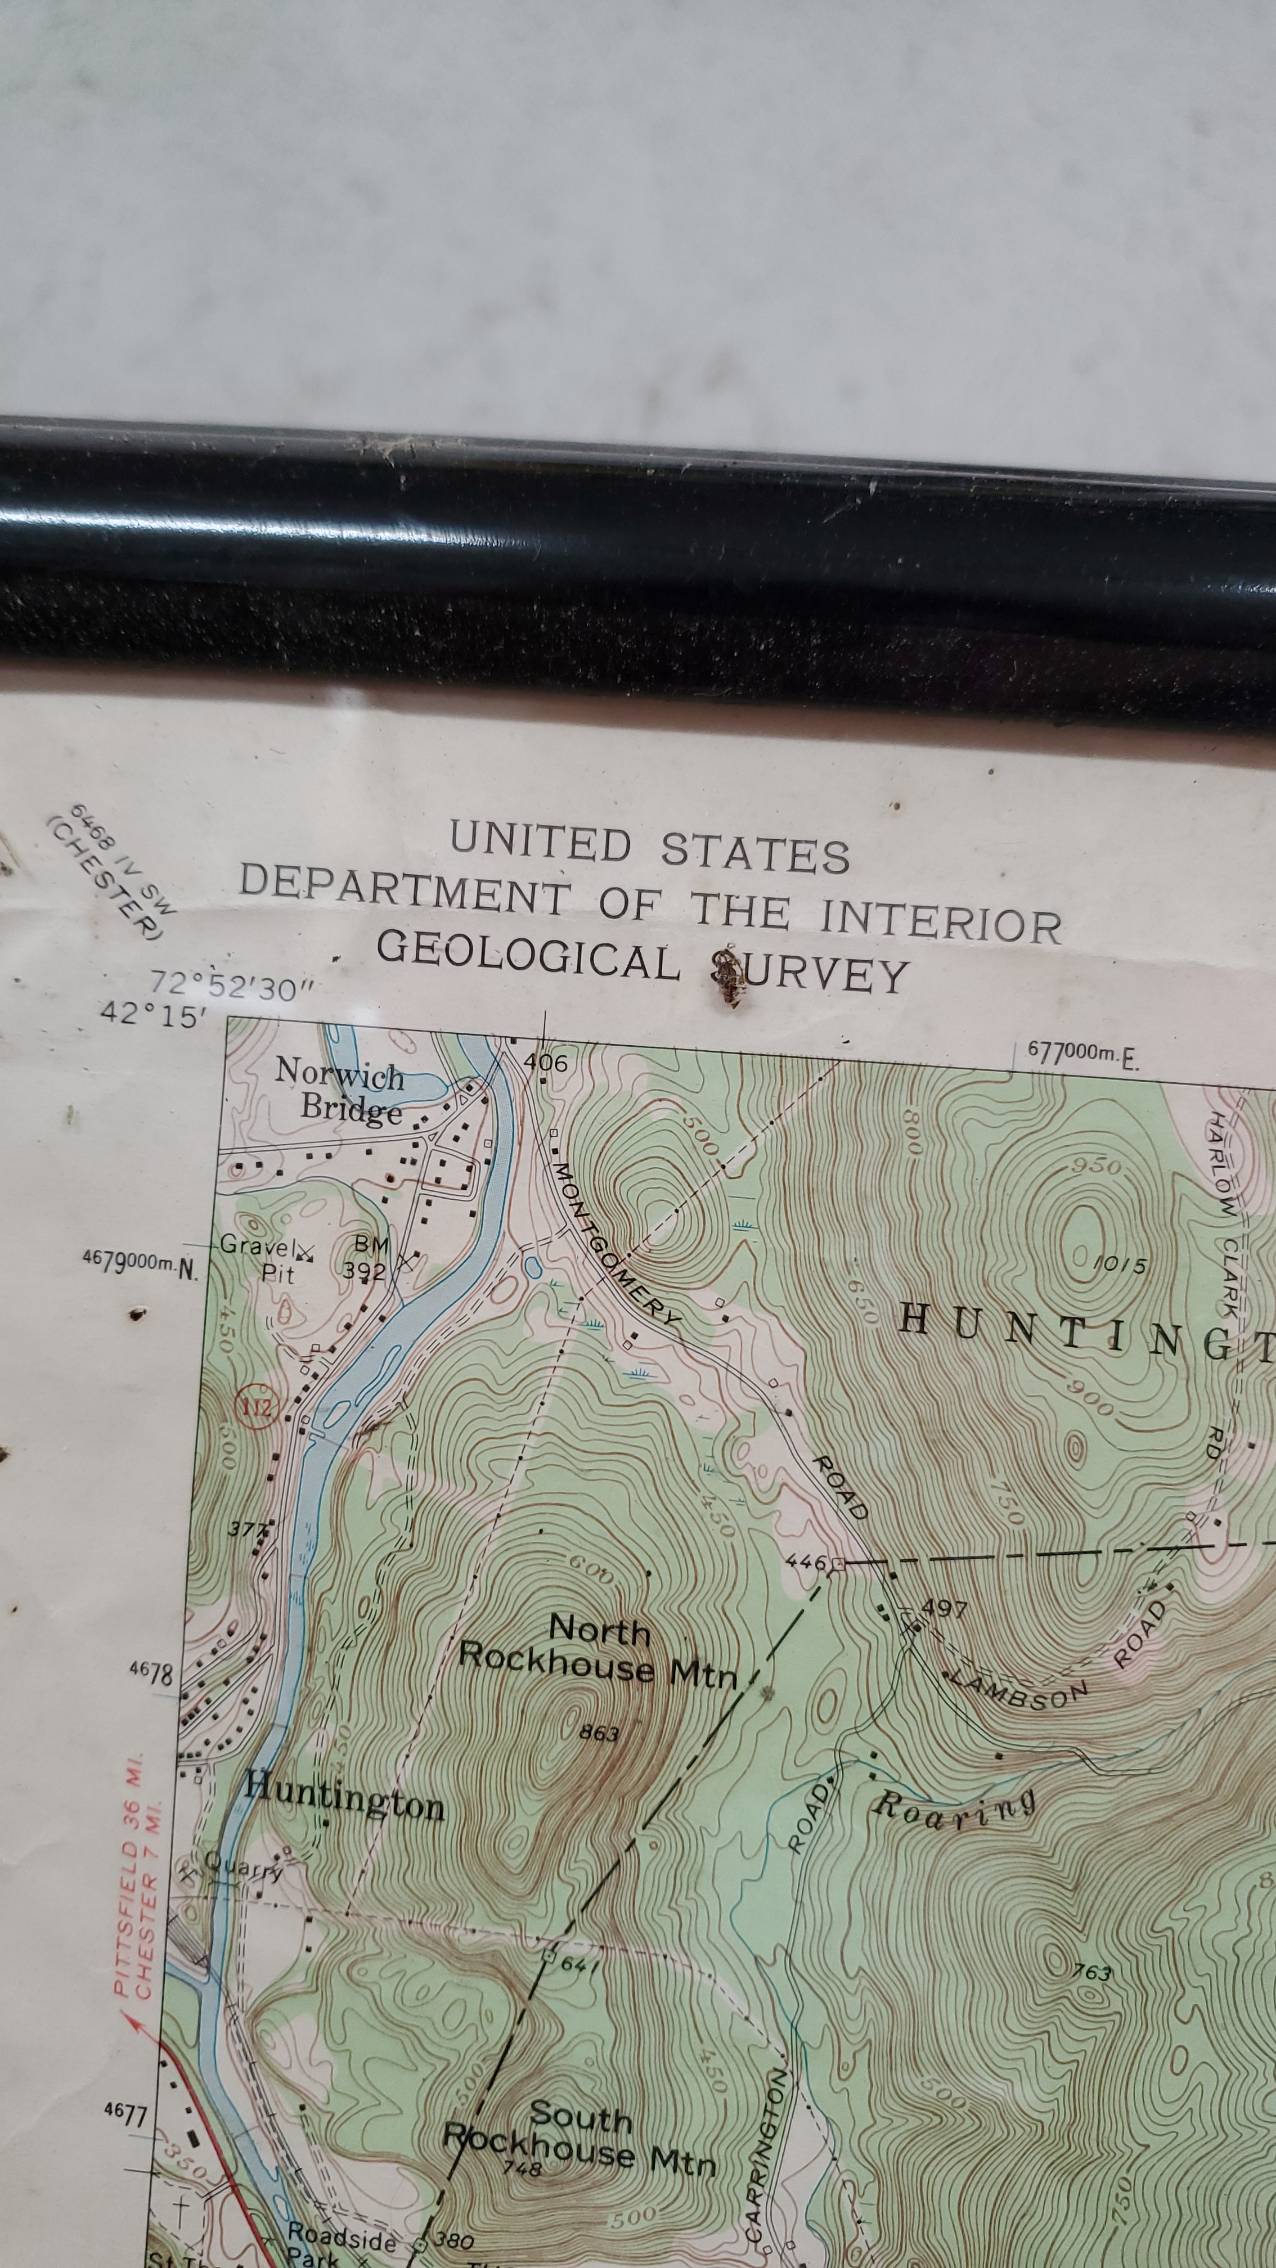 6468 IV SW
(CHESTER)
UNITED STATES
DEPARTMENT OF THE INTERIOR
GEOLOGICAL SURVEY
72°52'30"
42°15'
677000m.E.
Norwich
Bridge
406
500
800
950
HARLOW CLARK RD
MONTGOMERY ROAD
4679000m.N.
Gravel
Pit
BM
392
1015
650
HUNTINGT
450
900
112
500
750
450
377
446
600
497
North
Rockhouse Mtn
LAMBSON ROAD
4678
863
450
Huntington
ROAD
Roaring
Quarry
PITTSFIELD 36 MI.
CHESTER 7 MI.
641
763
450
500
500
4677
South
Rockhouse Mtn
748
CARRINGTON
350
750
500
Roadside
Park
380